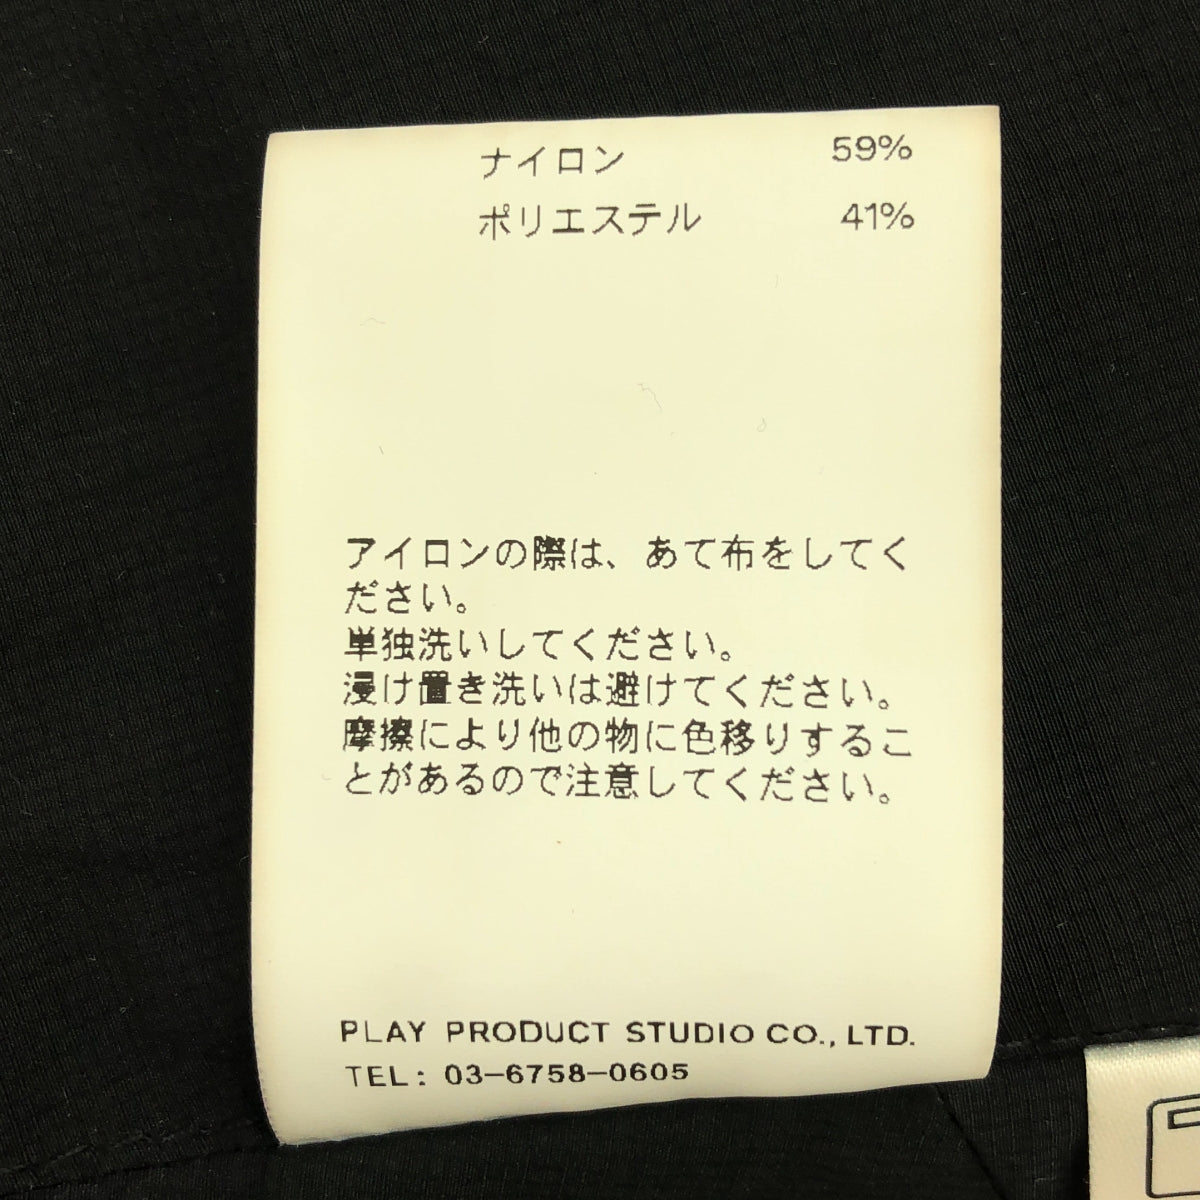 ナイロン 59%
ポリエステル 41%
アイロンの際は、あて布をしてく
ださい。
単独洗いしてください。
浸け置き洗いは避けてください。
摩擦により他の物に色移りするこ
とがあるので注意してください。
PLAY PRODUCT STUDIO CO., LTD.
TEL: 03-6758-0605